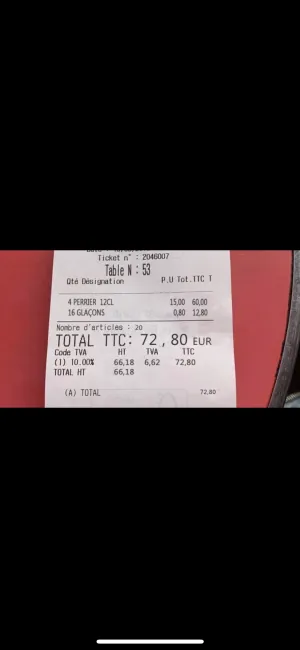 Ticket n° : 2046007
Table N : 53
Qté Désignation P.U Tot.TTC T
4 PERRIER 12CL 15,00 60,00
16 GLAÇONS 0,80 12,80
Nombre d'articles : 20
TOTAL TTC: 72,80 EUR
Code TVA HT TVA TTC
(1) 10.00% 66,18 6,62 72,80
TOTAL HT 66,18
(A) TOTAL 72,80